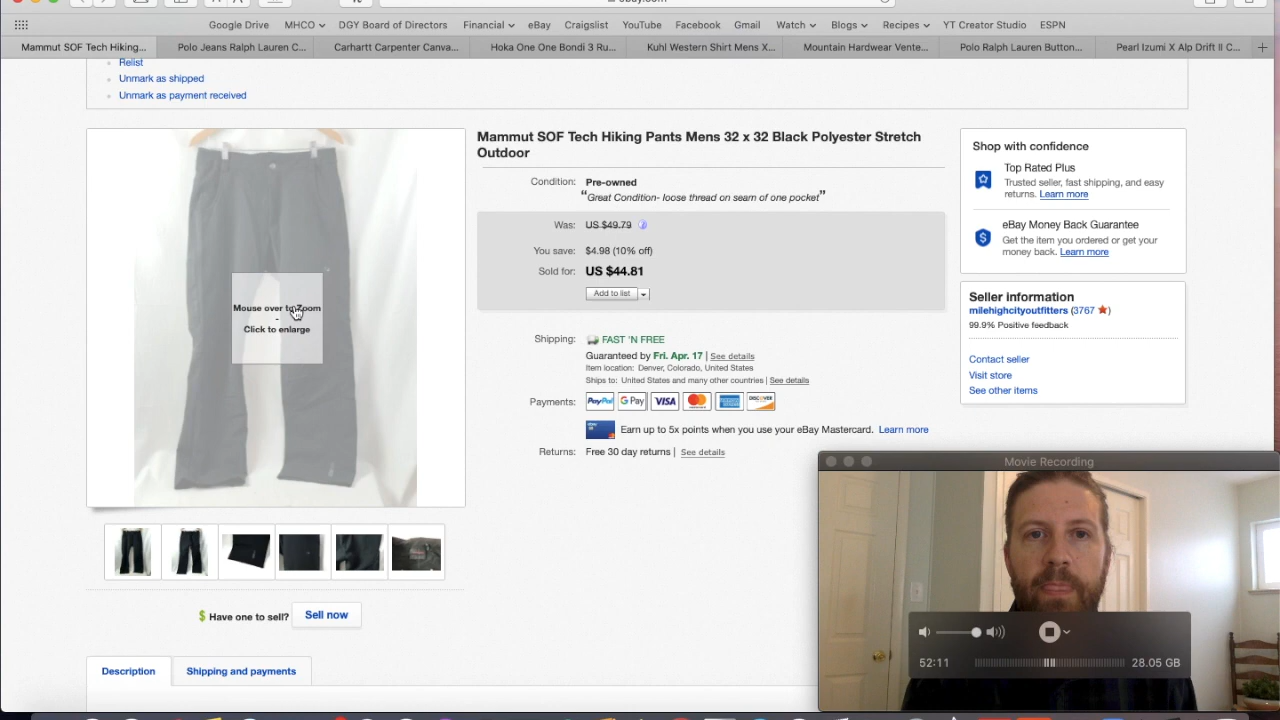 ebay.com
Google Drive MHCO DGY Board of Directors Financial eBay Craigslist YouTube Facebook Gmail Watch Blogs Recipes YT Creator Studio ESPN
Mammut SOF Tech Hiking... Polo Jeans Ralph Lauren C... Carhartt Carpenter Canva... Hoka One One Bondi 3 Ru... Kuhl Western Shirt Mens X... Mountain Hardwear Vente... Polo Ralph Lauren Button... Pearl Izumi X Alp Drift II C... +
Relist
Unmark as shipped
Unmark as payment received
Mammut SOF Tech Hiking Pants Mens 32 x 32 Black Polyester Stretch
Outdoor
Condition: Pre-owned
“Great Condition- loose thread on seam of one pocket”
Was: US $49.79
You save: $4.98 (10% off)
Sold for: US $44.81
Add to list
Mouse over to Zoom
-
Click to enlarge
Shipping: FAST 'N FREE
Guaranteed by Fri. Apr. 17 | See details
Item location: Denver, Colorado, United States
Ships to: United States and many other countries | See details
Payments: PayPal G Pay VISA
Earn up to 5x points when you use your eBay Mastercard. Learn more
Returns: Free 30 day returns | See details
Shop with confidence
Top Rated Plus
Trusted seller, fast shipping, and easy
returns. Learn more
eBay Money Back Guarantee
Get the item you ordered or get your
money back. Learn more
Seller information
milehighcityoutfitters (3767 ★)
99.9% Positive feedback
Contact seller
Visit store
See other items
Have one to sell? Sell now
Description Shipping and payments
Movie Recording
52:11 28.05 GB